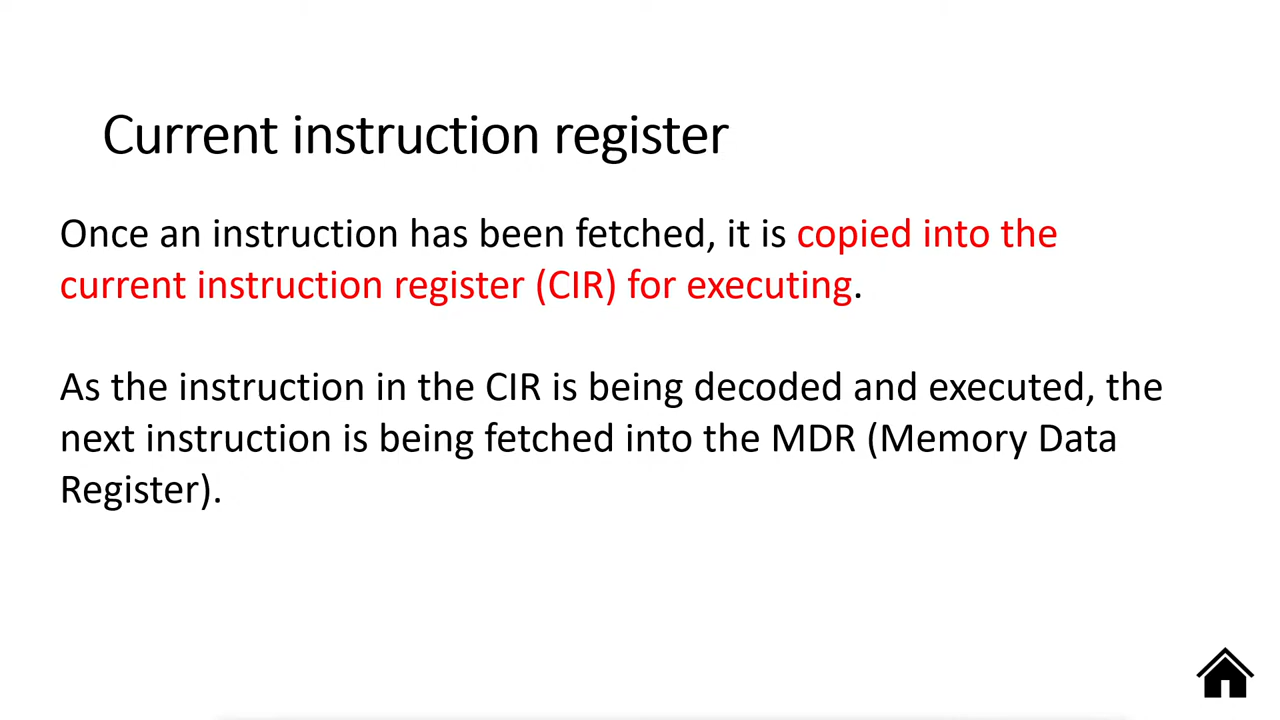 Current instruction register
Once an instruction has been fetched, it is copied into the
current instruction register (CIR) for executing.
As the instruction in the CIR is being decoded and executed, the
next instruction is being fetched into the MDR (Memory Data
Register).